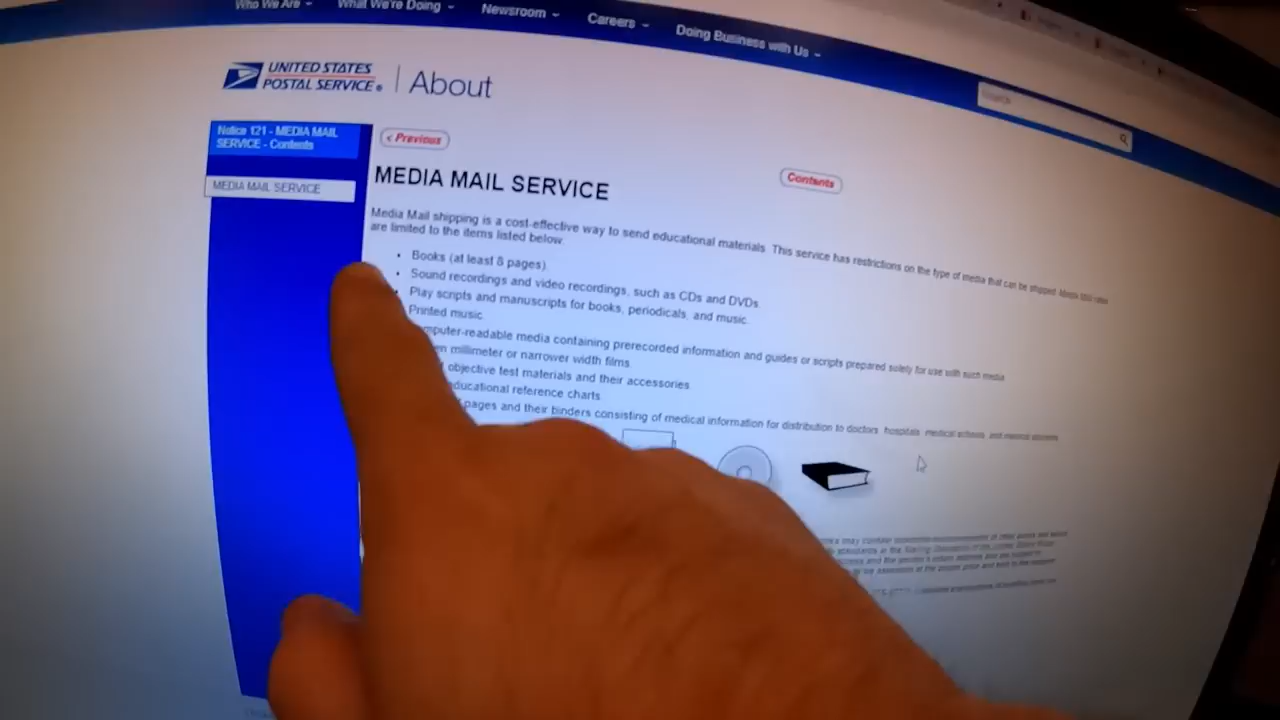 Who We Are
What We're Doing
Newsroom
Careers
Doing Business with Us
UNITED STATES
POSTAL SERVICE®
About
Search
Notice 121 - MEDIA MAIL
SERVICE - Contents
< Previous
Contents
MEDIA MAIL SERVICE
MEDIA MAIL SERVICE
Media Mail shipping is a cost-effective way to send educational materials. This service has restrictions on the type of media that can be shipped. Media Mail rates
are limited to the items listed below.
• Books (at least 8 pages).
• Sound recordings and video recordings, such as CDs and DVDs.
Play scripts and manuscripts for books, periodicals, and music.
Printed music.
mputer-readable media containing prerecorded information and guides or scripts prepared solely for use with such media.
n millimeter or narrower width films.
objective test materials and their accessories.
ducational reference charts.
pages and their binders consisting of medical information for distribution to doctors, hospitals, medical schools, and medical students.